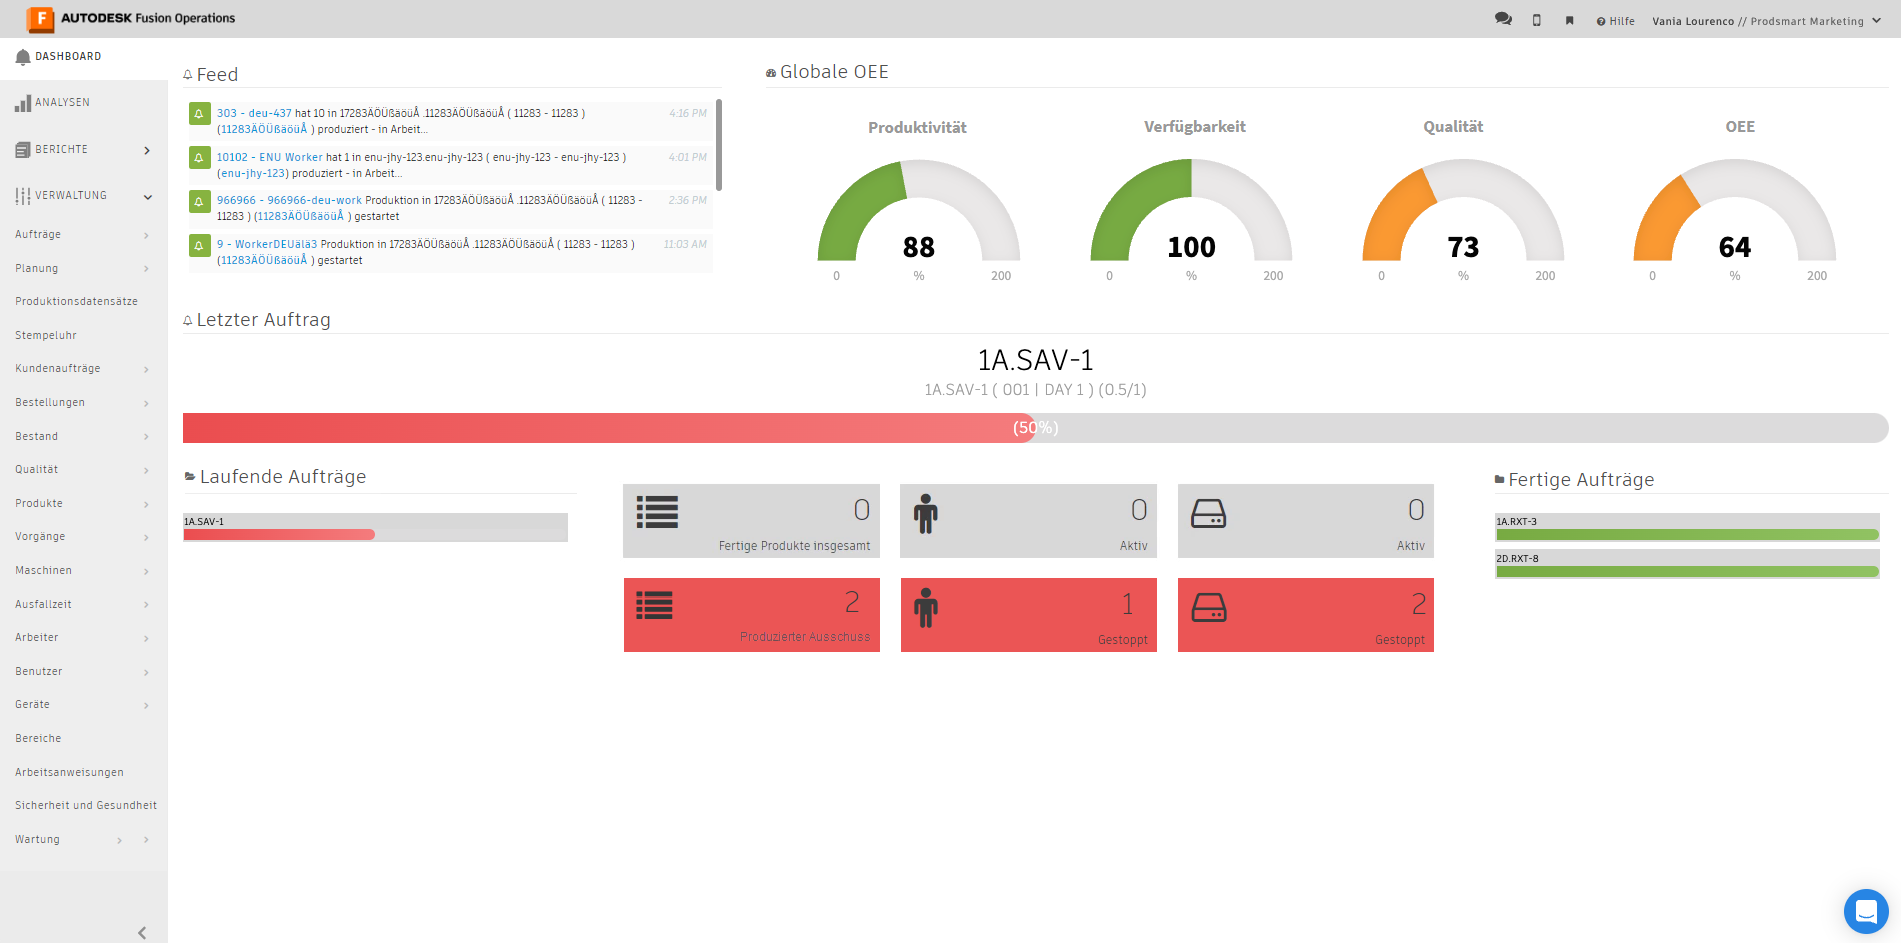 AUTODESK Fusion Operations
Hilfe
Vania Lourenco // Prodsmart Marketing
DASHBOARD
ANALYSEN
BERICHTE
VERWALTUNG
Aufträge
Planung
Produktionsdatensätze
Stempeluhr
Kundenaufträge
Bestellungen
Bestand
Qualität
Produkte
Vorgänge
Maschinen
Ausfallzeit
Arbeiter
Benutzer
Geräte
Bereiche
Arbeitsanweisungen
Sicherheit und Gesundheit
Wartung
Feed
303 - deu-437 hat 10 in 17283ÄÖÜßäöüÅ .11283ÄÖÜßäöüÅ ( 11283 - 11283 ) 4:16 PM
(11283ÄÖÜßäöüÅ ) produziert - in Arbeit...
10102 - ENU Worker hat 1 in enu-jhy-123.enu-jhy-123 ( enu-jhy-123 - enu-jhy-123 ) 4:01 PM
(enu-jhy-123) produziert - in Arbeit...
966966 - 966966-deu-work Produktion in 17283ÄÖÜßäöüÅ .11283ÄÖÜßäöüÅ ( 11283 - 2:36 PM
11283 ) (11283ÄÖÜßäöüÅ ) gestartet
9 - WorkerDEUälä3 Produktion in 17283ÄÖÜßäöüÅ .11283ÄÖÜßäöüÅ ( 11283 - 11283 ) 11:03 AM
(11283ÄÖÜßäöüÅ ) gestartet
Globale OEE
Produktivität
88
0 % 200
Verfügbarkeit
100
0 % 200
Qualität
73
0 % 200
OEE
64
0 % 200
Letzter Auftrag
1A.SAV-1
1A.SAV-1 ( 001 | DAY 1 ) (0.5/1)
(50%)
Laufende Aufträge
1A.SAV-1
0
Fertige Produkte insgesamt
0
Aktiv
0
Aktiv
2
Produzierter Ausschuss
1
Gestoppt
2
Gestoppt
Fertige Aufträge
1A.RXT-3
2D.RXT-8